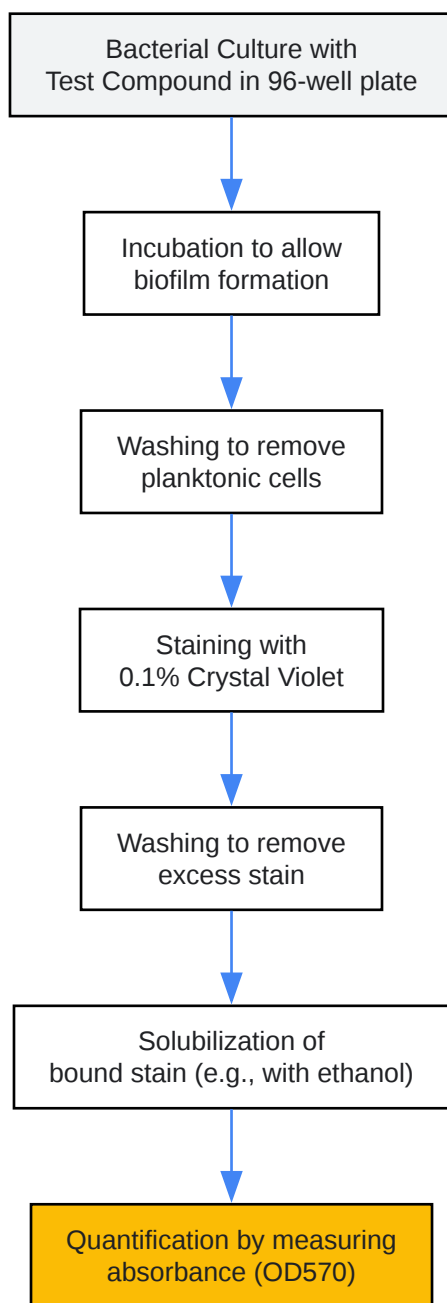 Bacterial Culture with
Test Compound in 96-well plate
Incubation to allow
biofilm formation
Washing to remove
planktonic cells
Staining with
0.1% Crystal Violet
Washing to remove
excess stain
Solubilization of
bound stain (e.g., with ethanol)
Quantification by measuring
absorbance (OD570)